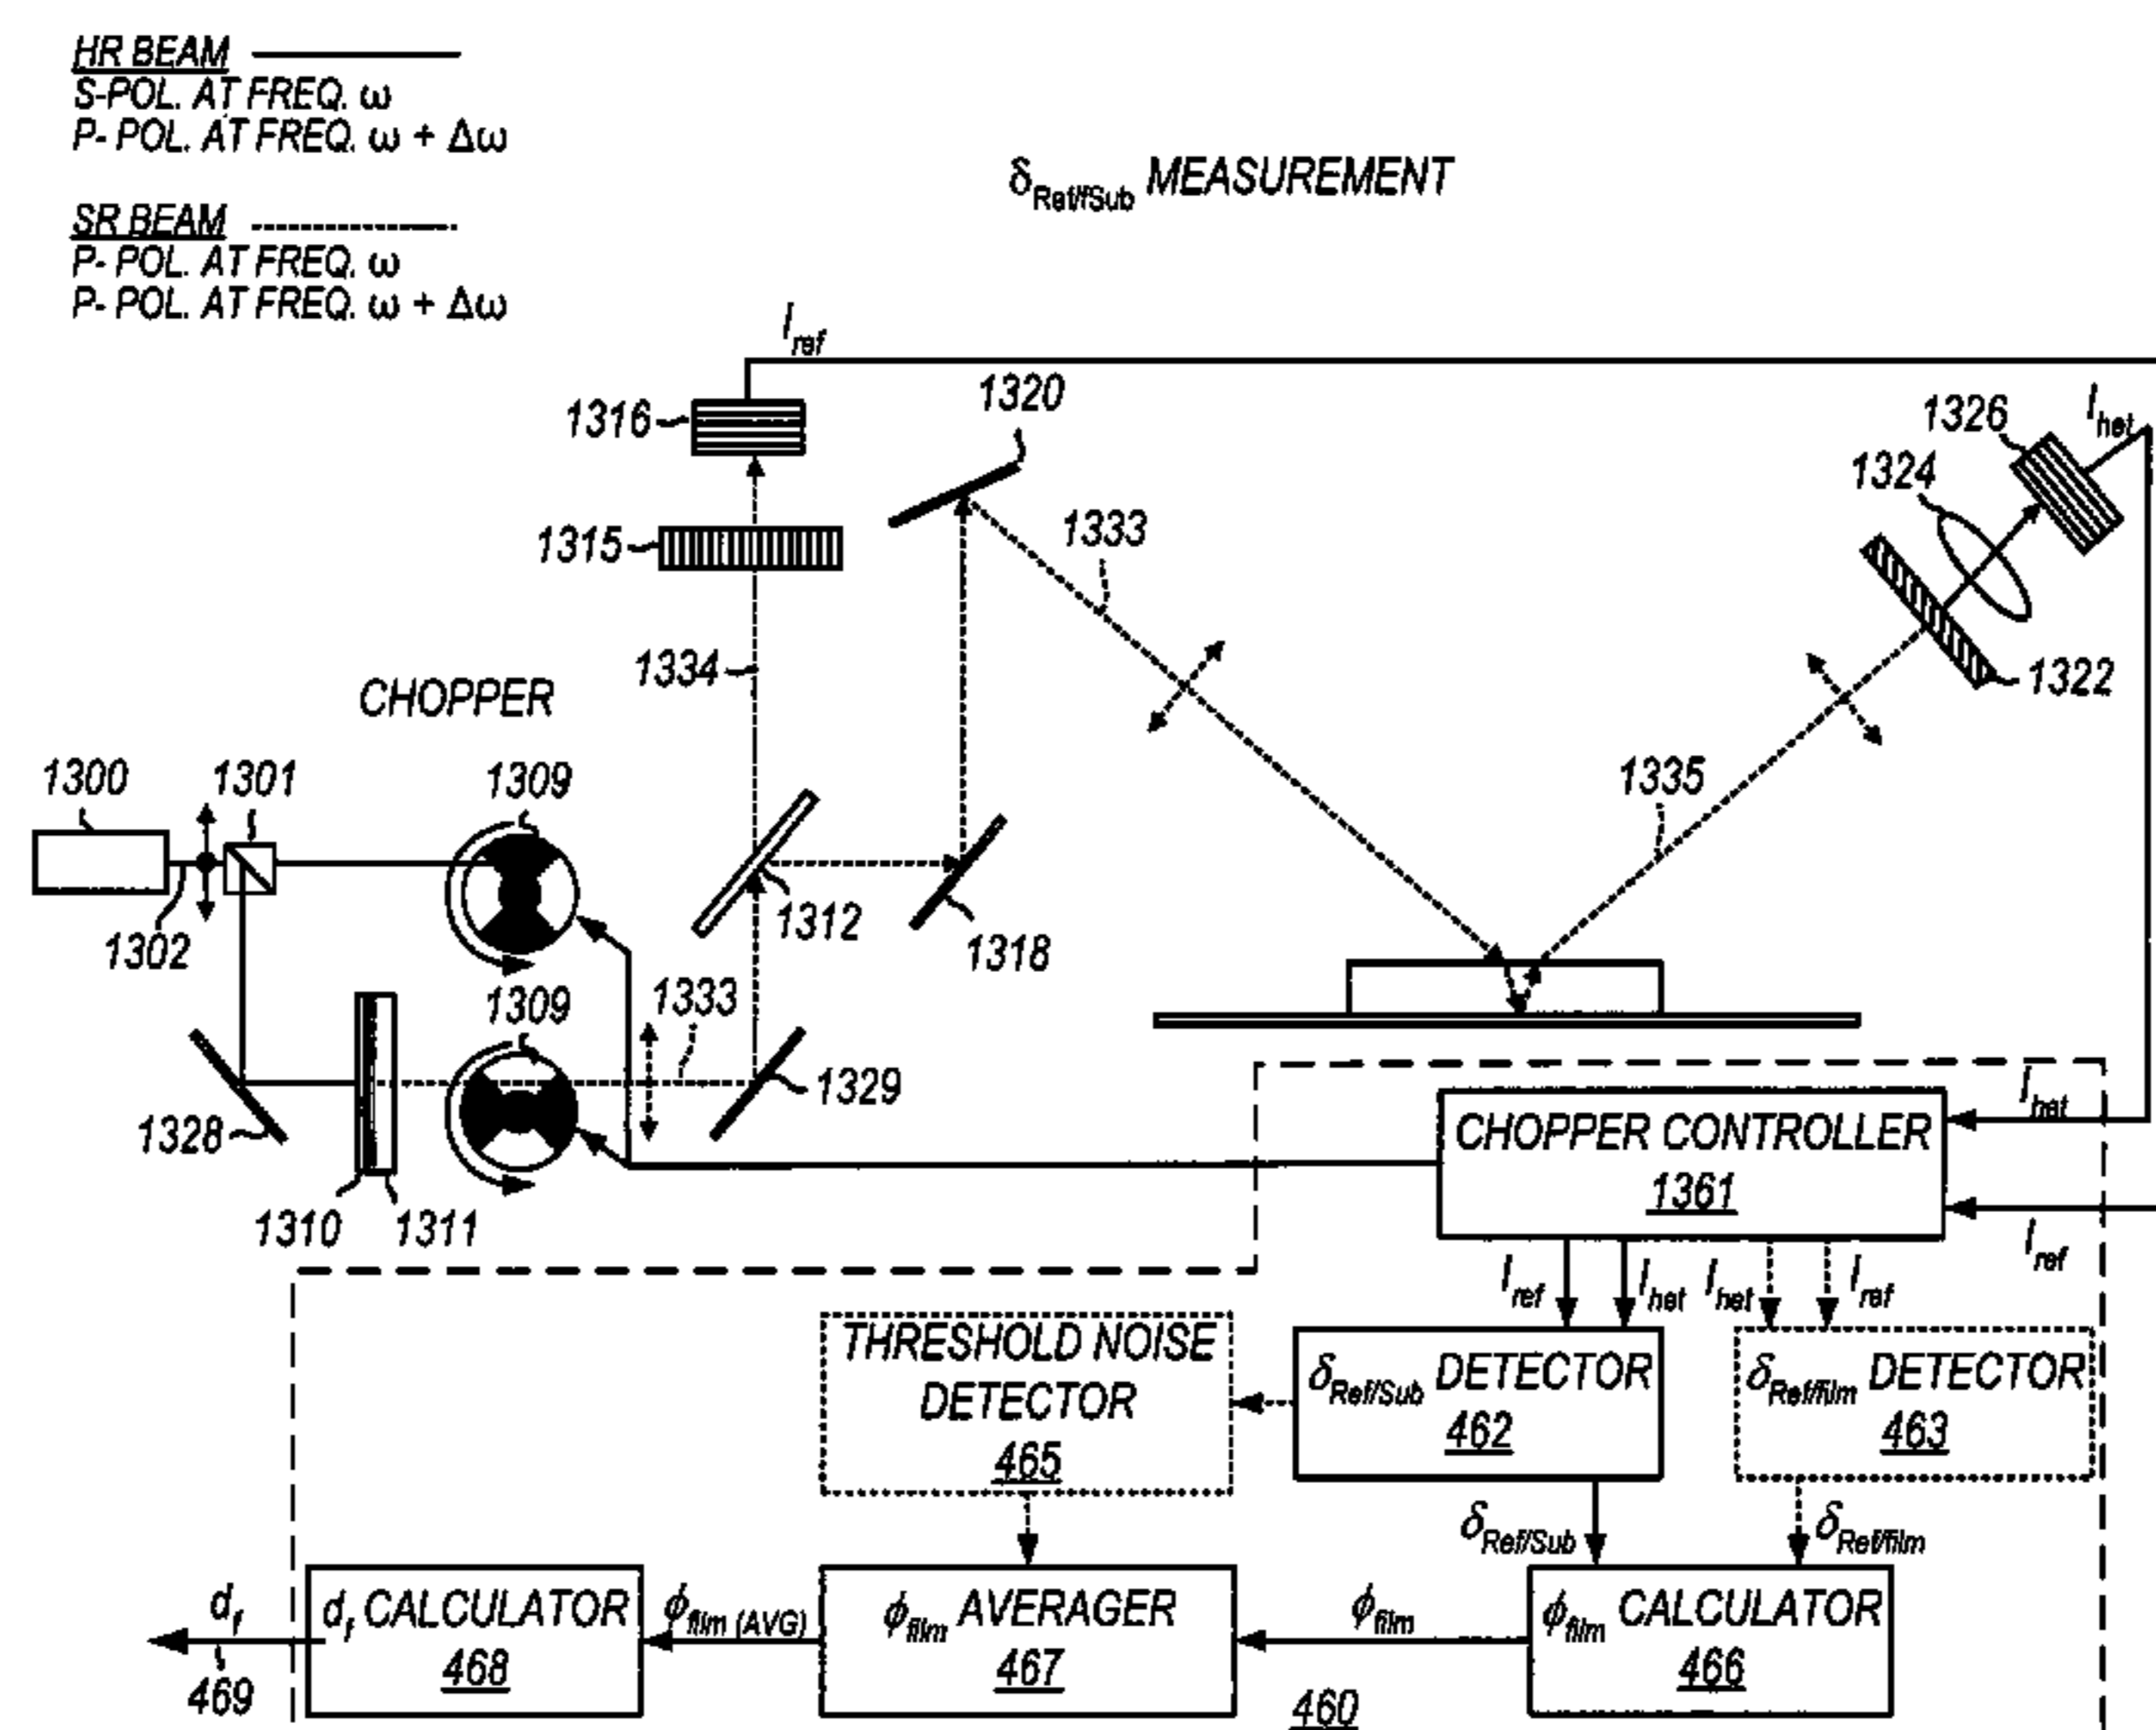 HR BEAM
S-POL. AT FREQ. ω
P- POL. AT FREQ. ω + Δω
SR BEAM
P- POL. AT FREQ. ω
P- POL. AT FREQ. ω + Δω
δRef/fSub MEASUREMENT
Iref
1316
1320
1326
Ihet
1324
1315
1333
1334
1322
CHOPPER
1335
1300
1301
1309
1302
1312
1318
1309
1333
1329
1328
1310
1311
CHOPPER CONTROLLER
1361
Ihet
Iref
Iref
Ihet
Ihet
Iref
THRESHOLD NOISE
DETECTOR
465
δRef/Sub DETECTOR
462
δRef/film DETECTOR
463
δRef/Sub
δRef/film
df
469
df CALCULATOR
468
ϕfilm (AVG)
ϕfilm AVERAGER
467
ϕfilm
ϕfilm CALCULATOR
466
460